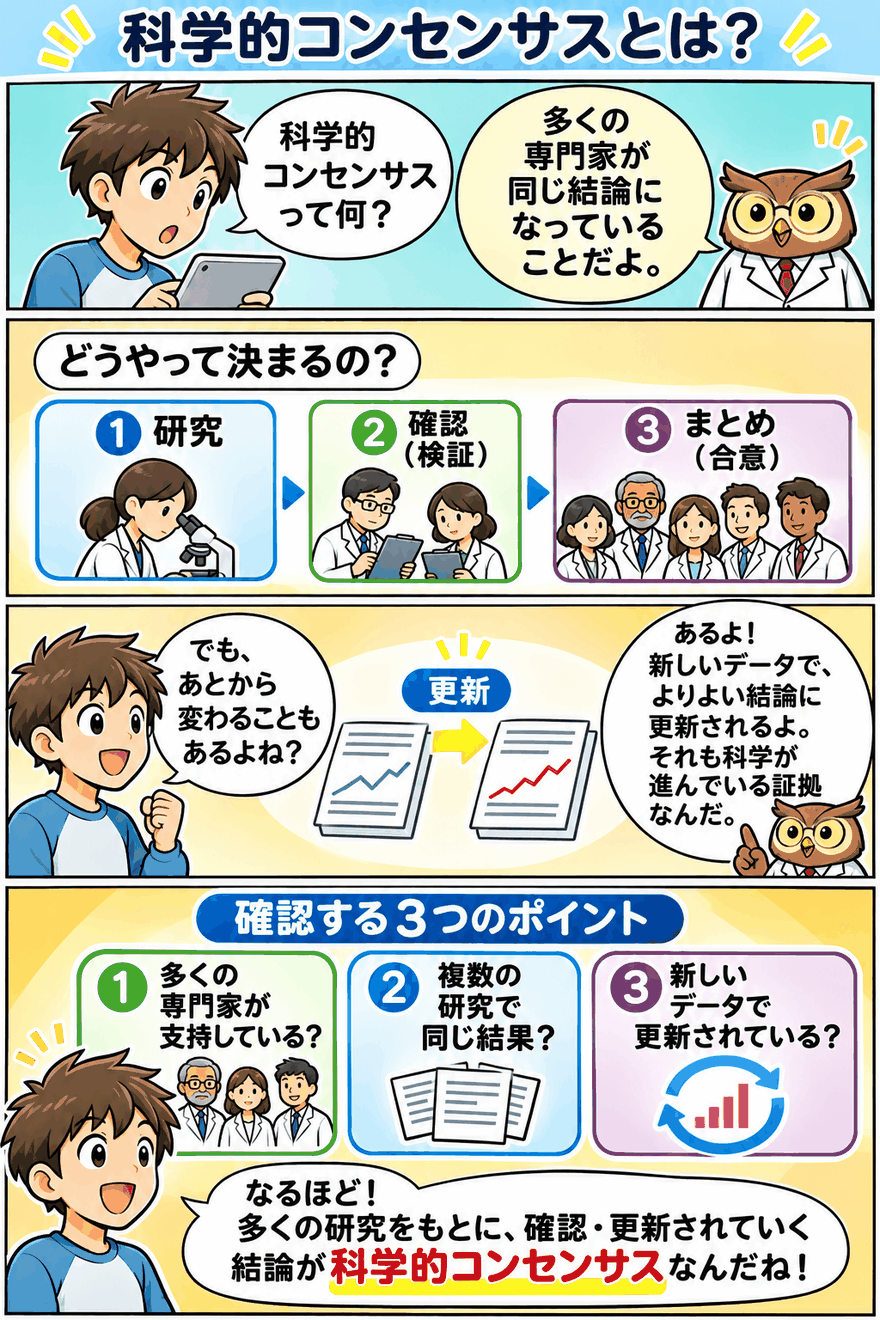 科学的コンセンサスとは?
科学的
コンセンサス
って何?
多くの
専門家が
同じ結論に
なっている
ことだよ。
どうやって決まるの?
1 研究
2 確認
(検証)
3 まとめ
(合意)
でも、
あとから
変わることも
あるよね?
更新
あるよ!
新しいデータで、
よりよい結論に
更新されるよ。
それも科学が
進んでいる証拠
なんだ。
確認する3つのポイント
1 多くの
専門家が
支持している?
2 複数の
研究で
同じ結果?
3 新しい
データで
更新されている?
なるほど!
多くの研究をもとに、確認・更新されていく
結論が科学的コンセンサスなんだね!